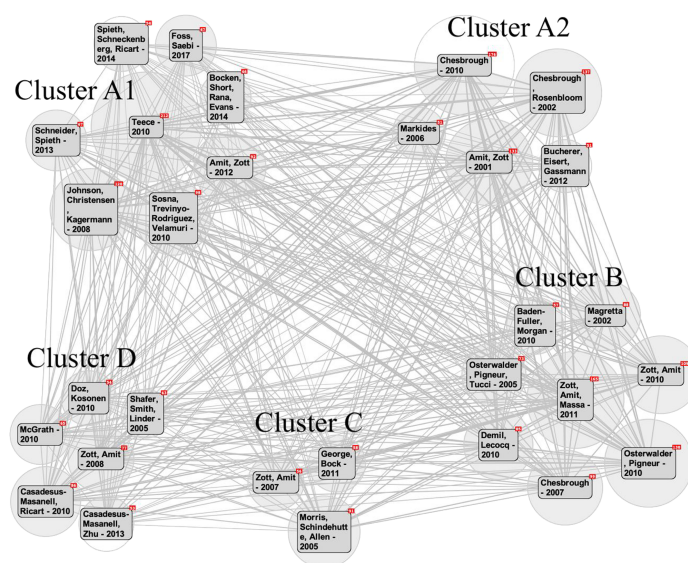 Spieth,
Schneckenb
erg, Ricart -
2014
Foss,
Saebi -
2017
Bocken,
Short,
Rana,
Evans -
2014
Cluster A1
Schneider,
Spieth -
2013
Teece -
2010
Amit, Zott
- 2012
Johnson,
Christensen
,
Kagermann
- 2008
Sosna,
Trevinyo-
Rodriguez,
Velamuri -
2010
Cluster A2
Chesbrough
- 2010
Chesbrough
,
Rosenbloom
- 2002
Markides
- 2006
Amit, Zott
- 2001
Bucherer,
Eisert,
Gassmann
- 2012
Cluster B
Baden-
Fuller,
Morgan -
2010
Magretta
- 2002
Osterwalder
, Pigneur,
Tucci - 2005
Zott,
Amit,
Massa -
2011
Zott, Amit
- 2010
Demil,
Lecocq -
2010
Chesbrough
- 2007
Osterwalder
, Pigneur -
2010
Cluster D
Doz,
Kosonen
- 2010
Shafer,
Smith,
Linder -
2005
McGrath -
2010
Zott, Amit
- 2008
Casadesus-
Masanell,
Ricart - 2010
Casadesus-
Masanell,
Zhu - 2013
Cluster C
George,
Bock -
2011
Zott, Amit
- 2007
Morris,
Schindehutt
e, Allen -
2005